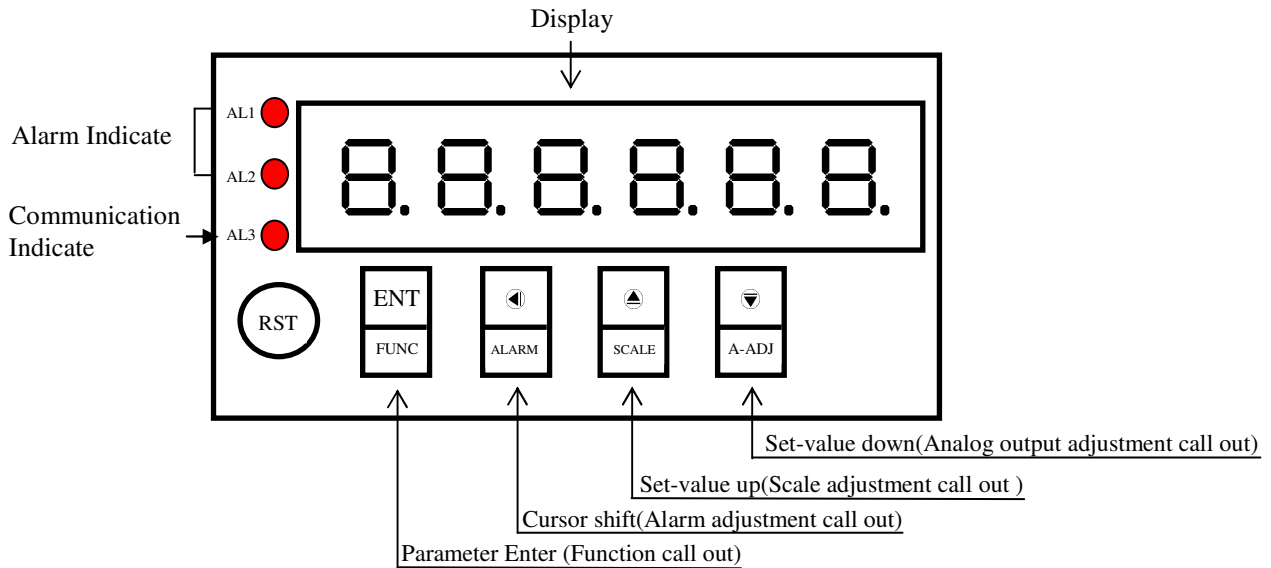 Display
AL1
Alarm Indicate
AL2
Communication
Indicate
AL3
8.8.8.8.8.8.
RST
ENT
FUNC
ALARM
SCALE
A-ADJ
Set-value down(Analog output adjustment call out)
Set-value up(Scale adjustment call out )
Cursor shift(Alarm adjustment call out)
Parameter Enter (Function call out)